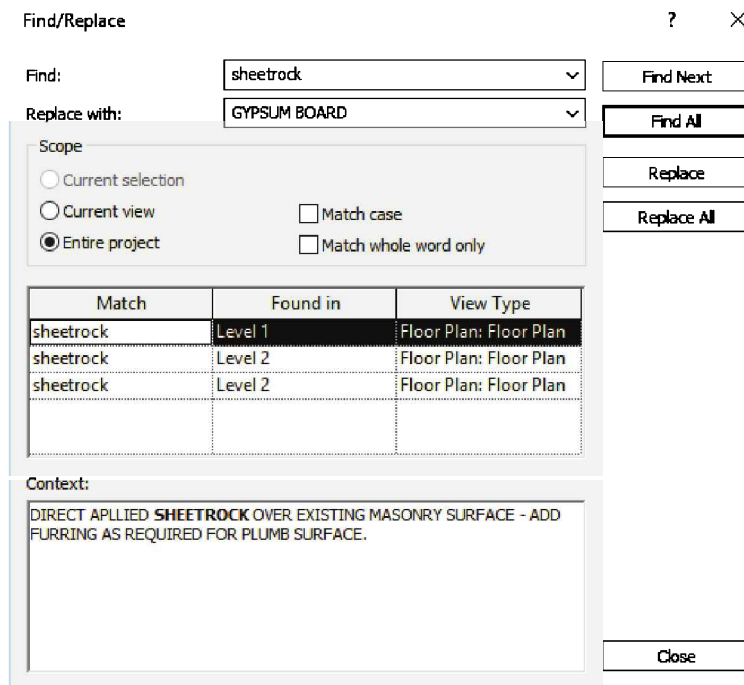 Find/Replace ? X
Find: sheetrock Find Next
Replace with: GYPSUM BOARD Find All
Scope
Current selection Replace
Current view Match case Replace All
Entire project Match whole word only
Match Found in View Type
sheetrock Level 1 Floor Plan: Floor Plan
sheetrock Level 2 Floor Plan: Floor Plan
sheetrock Level 2 Floor Plan: Floor Plan
Context:
DIRECT APLLIED SHEETROCK OVER EXISTING MASONRY SURFACE - ADD
FURRING AS REQUIRED FOR PLUMB SURFACE.
Close